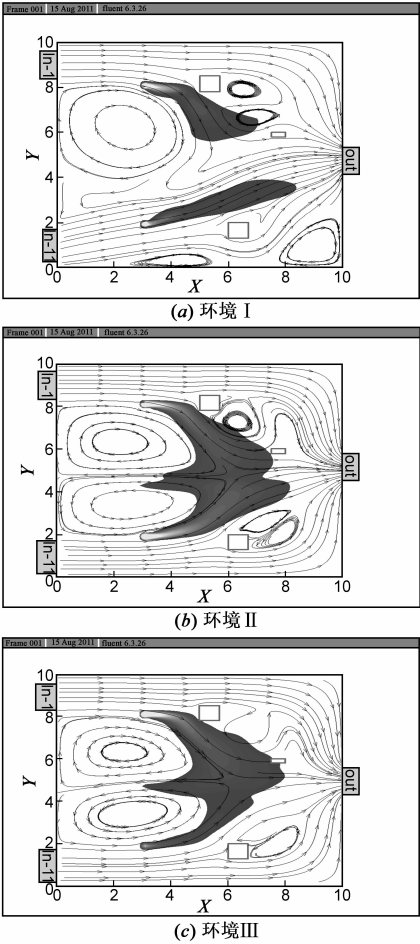 Frame 001 15 Aug 2011 fluent 6.3.26
10
In-1
8
6
Y
out
4
2
In-11
0
0 2 4 6 8 10
X
(a) 环境 I
Frame 001 15 Aug 2011 fluent 6.3.26
10
In-1
8
6
Y
out
4
2
In-11
0
0 2 4 6 8 10
X
(b) 环境 II
Frame 001 15 Aug 2011 fluent 6.3.26
10
In-1
8
6
Y
out
4
2
In-11
0
0 2 4 6 8 10
X
(c) 环境III